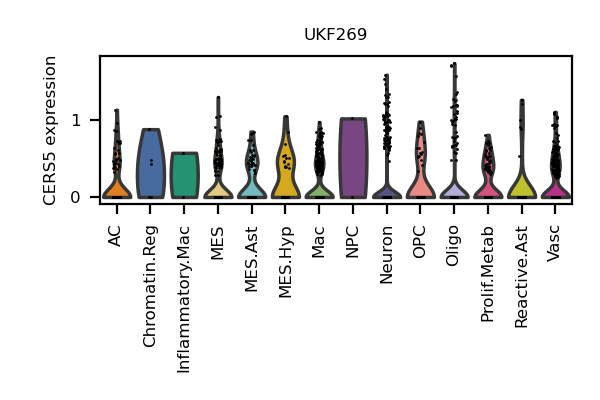 UKF269
CERS5 expression
1
0
AC
Chromatin.Reg
Inflammatory.Mac
MES
MES.Ast
MES.Hyp
Mac
NPC
Neuron
OPC
Oligo
Prolif.Metab
Reactive.Ast
Vasc